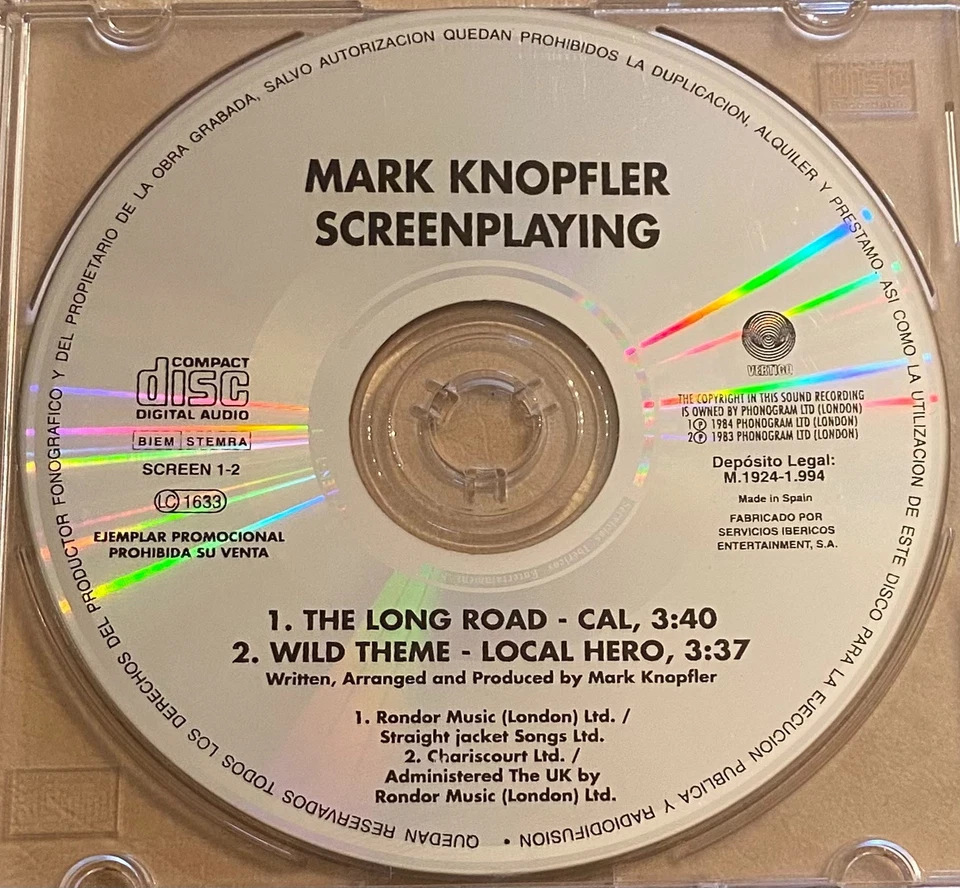 QUEDAN RESERVADOS TODOS LOS DERECHOS DEL PRODUCTOR FONOGRAFICO Y DEL PROPIETARIO DE LA OBRA GRABADA, SALVO AUTORIZACION QUEDAN PROHIBIDOS LA DUPLICACION, ALQUILER Y PRESTAMO. ASI COMO LA UTILIZACION DE ESTE DISCO PARA LA EJECUCION PUBLICA Y RADIODIFUSION •
disc
Recordable
MARK KNOPFLER
SCREENPLAYING
COMPACT
disc
DIGITAL AUDIO
BIEM STEMRA
SCREEN 1-2
LC 1633
EJEMPLAR PROMOCIONAL
PROHIBIDA SU VENTA
VERTIGO
THE COPYRIGHT IN THIS SOUND RECORDING
IS OWNED BY PHONOGRAM LTD (LONDON)
1 Ⓟ 1984 PHONOGRAM LTD (LONDON)
2 Ⓟ 1983 PHONOGRAM LTD (LONDON)
Depósito Legal:
M.1924-1.994
Made in Spain
FABRICADO POR
SERVICIOS IBERICOS
ENTERTAINMENT, S.A.
1. THE LONG ROAD - CAL, 3:40
2. WILD THEME - LOCAL HERO, 3:37
Written, Arranged and Produced by Mark Knopfler
1. Rondor Music (London) Ltd. /
Straight jacket Songs Ltd.
2. Chariscourt Ltd. /
Administered The UK by
Rondor Music (London) Ltd.